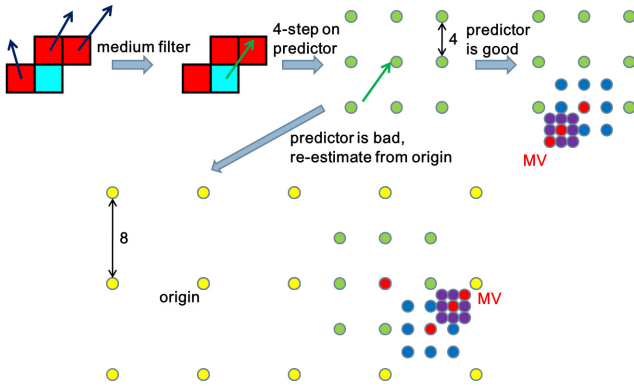 medium filter
4-step on
predictor
4
predictor
is good
MV
predictor is bad,
re-estimate from origin
8
origin
MV